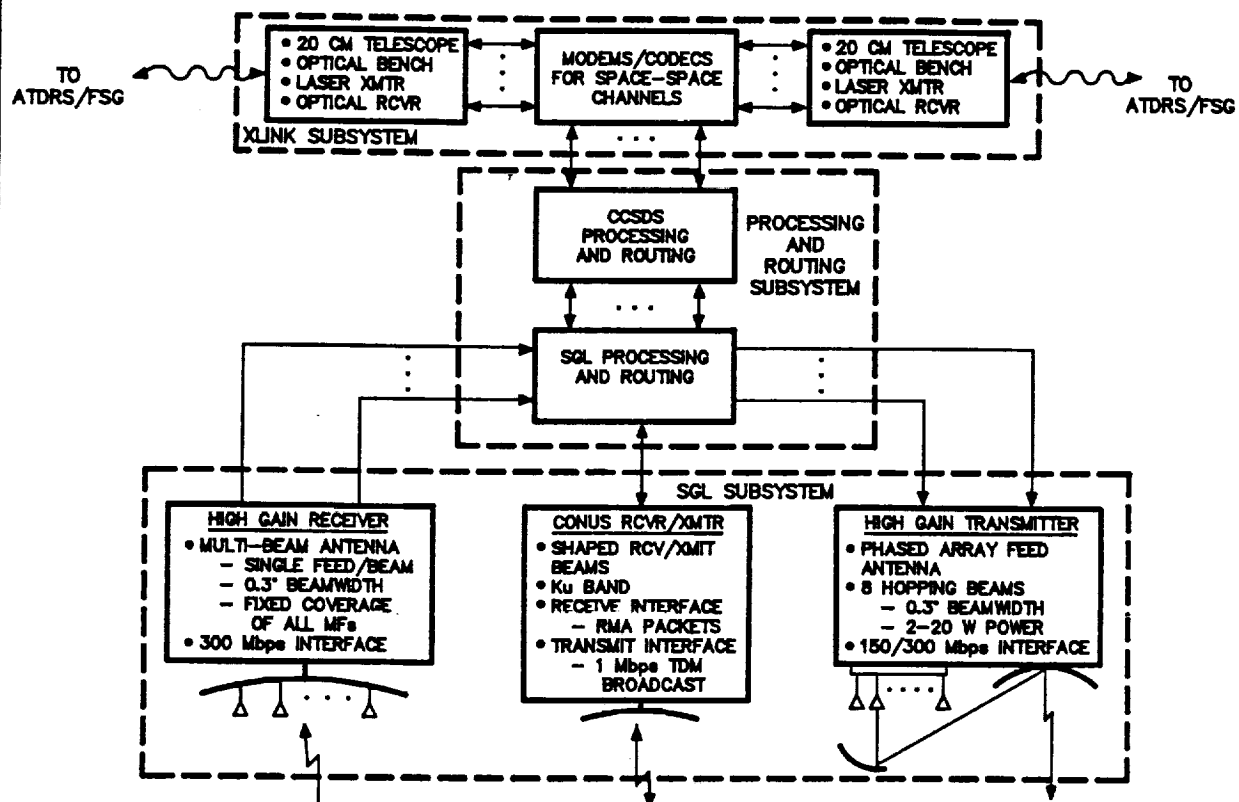 TO
ATDRS/FSG
• 20 CM TELESCOPE
• OPTICAL BENCH
• LASER XMTR
• OPTICAL RCVR
MODEMS/CODECS
FOR SPACE-SPACE
CHANNELS
• 20 CM TELESCOPE
• OPTICAL BENCH
• LASER XMTR
• OPTICAL RCVR
TO
ATDRS/FSG
XLINK SUBSYSTEM
CCSDS
PROCESSING
AND ROUTING
PROCESSING
AND
ROUTING
SUBSYSTEM
SGL PROCESSING
AND ROUTING
SGL SUBSYSTEM
HIGH GAIN RECEIVER
• MULTI-BEAM ANTENNA
- SINGLE FEED/BEAM
- 0.3° BEAMWIDTH
- FIXED COVERAGE
OF ALL MFs
• 300 Mbps INTERFACE
CONUS RCVR/XMTR
• SHAPED RCV/XMIT
BEAMS
• Ku BAND
• RECEIVE INTERFACE
- RMA PACKETS
• TRANSMIT INTERFACE
- 1 Mbps TDM
BROADCAST
HIGH GAIN TRANSMITTER
• PHASED ARRAY FEED
ANTENNA
• 8 HOPPING BEAMS
- 0.3° BEAMWIDTH
- 2-20 W POWER
• 150/300 Mbps INTERFACE